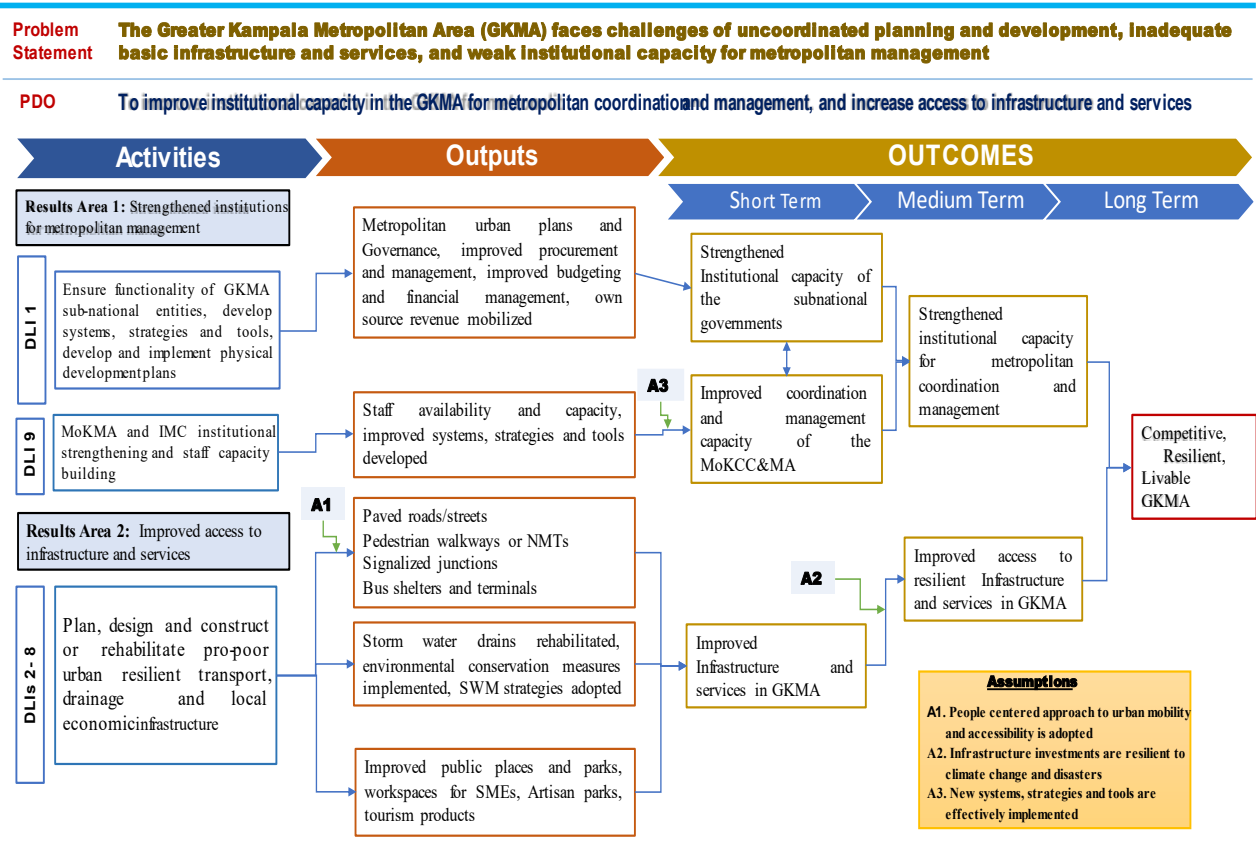 Problem
Statement
The Greater Kampala Metropolitan Area (GKMA) faces challenges of uncoordinated planning and development, inadequate
basic infrastructure and services, and weak institutional capacity for metropolitan management
PDO
To improve institutional capacity in the GKMA for metropolitan coordination and management, and increase access to infrastructure and services
Activities
Outputs
OUTCOMES
Short Term
Medium Term
Long Term
Results Area 1: Strengthened institutions
for metropolitan management
DLI 1
Ensure functionality of GKMA
sub-national entities, develop
systems, strategies and tools,
develop and implement physical
development plans
Metropolitan urban plans and
Governance, improved procurement
and management, improved budgeting
and financial management, own
source revenue mobilized
Strengthened
Institutional capacity of
the subnational
governments
Strengthened
institutional capacity
for metropolitan
coordination and
management
DLI 9
MoKMA and IMC institutional
strengthening and staff capacity
building
Staff availability and capacity,
improved systems, strategies and tools
developed
A3
Improved coordination
and management
capacity of the
MoKCC&MA
Competitive,
Resilient,
Livable
GKMA
Results Area 2: Improved access to
infrastructure and services
A1
Paved roads/streets
Pedestrian walkways or NMTs
Signalized junctions
Bus shelters and terminals
A2
Improved access to
resilient Infrastructure
and services in GKMA
DLIs 2- 8
Plan, design and construct
or rehabilitate pro-poor
urban resilient transport,
drainage and local
economic infrastructure
Storm water drains rehabilitated,
environmental conservation measures
implemented, SWM strategies adopted
Improved
Infrastructure and
services in GKMA
Improved public places and parks,
workspaces for SMEs, Artisan parks,
tourism products
Assumptions
A1. People centered approach to urban mobility
and accessibility is adopted
A2. Infrastructure investments are resilient to
climate change and disasters
A3. New systems, strategies and tools are
effectively implemented